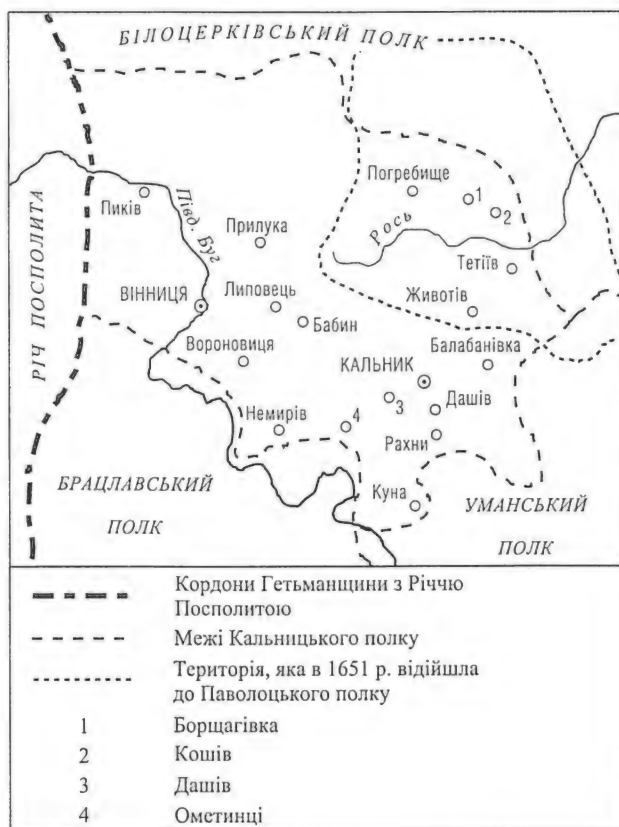 БІЛОЦЕРКІВСЬКИЙ ПОЛК
Погребище
1
2
Пиків
Півд. Буг
Прилука
Рось
Тетіїв
РІЧ ПОСПОЛИТА
ВІННИЦЯ
Липовець
Животів
Бабин
Вороновиця
Балабанівка
КАЛЬНИК
3
Дашів
Немирів
4
Рахни
БРАЦЛАВСЬКИЙ
ПОЛК
Куна
УМАНСЬКИЙ
ПОЛК
Кордони Гетьманщини з Річчю
Посполитою
Межі Кальницького полку
Територія, яка в 1651 р. відійшла
до Паволоцького полку
1 Борщагівка
2 Кошів
3 Дашів
4 Ометинці